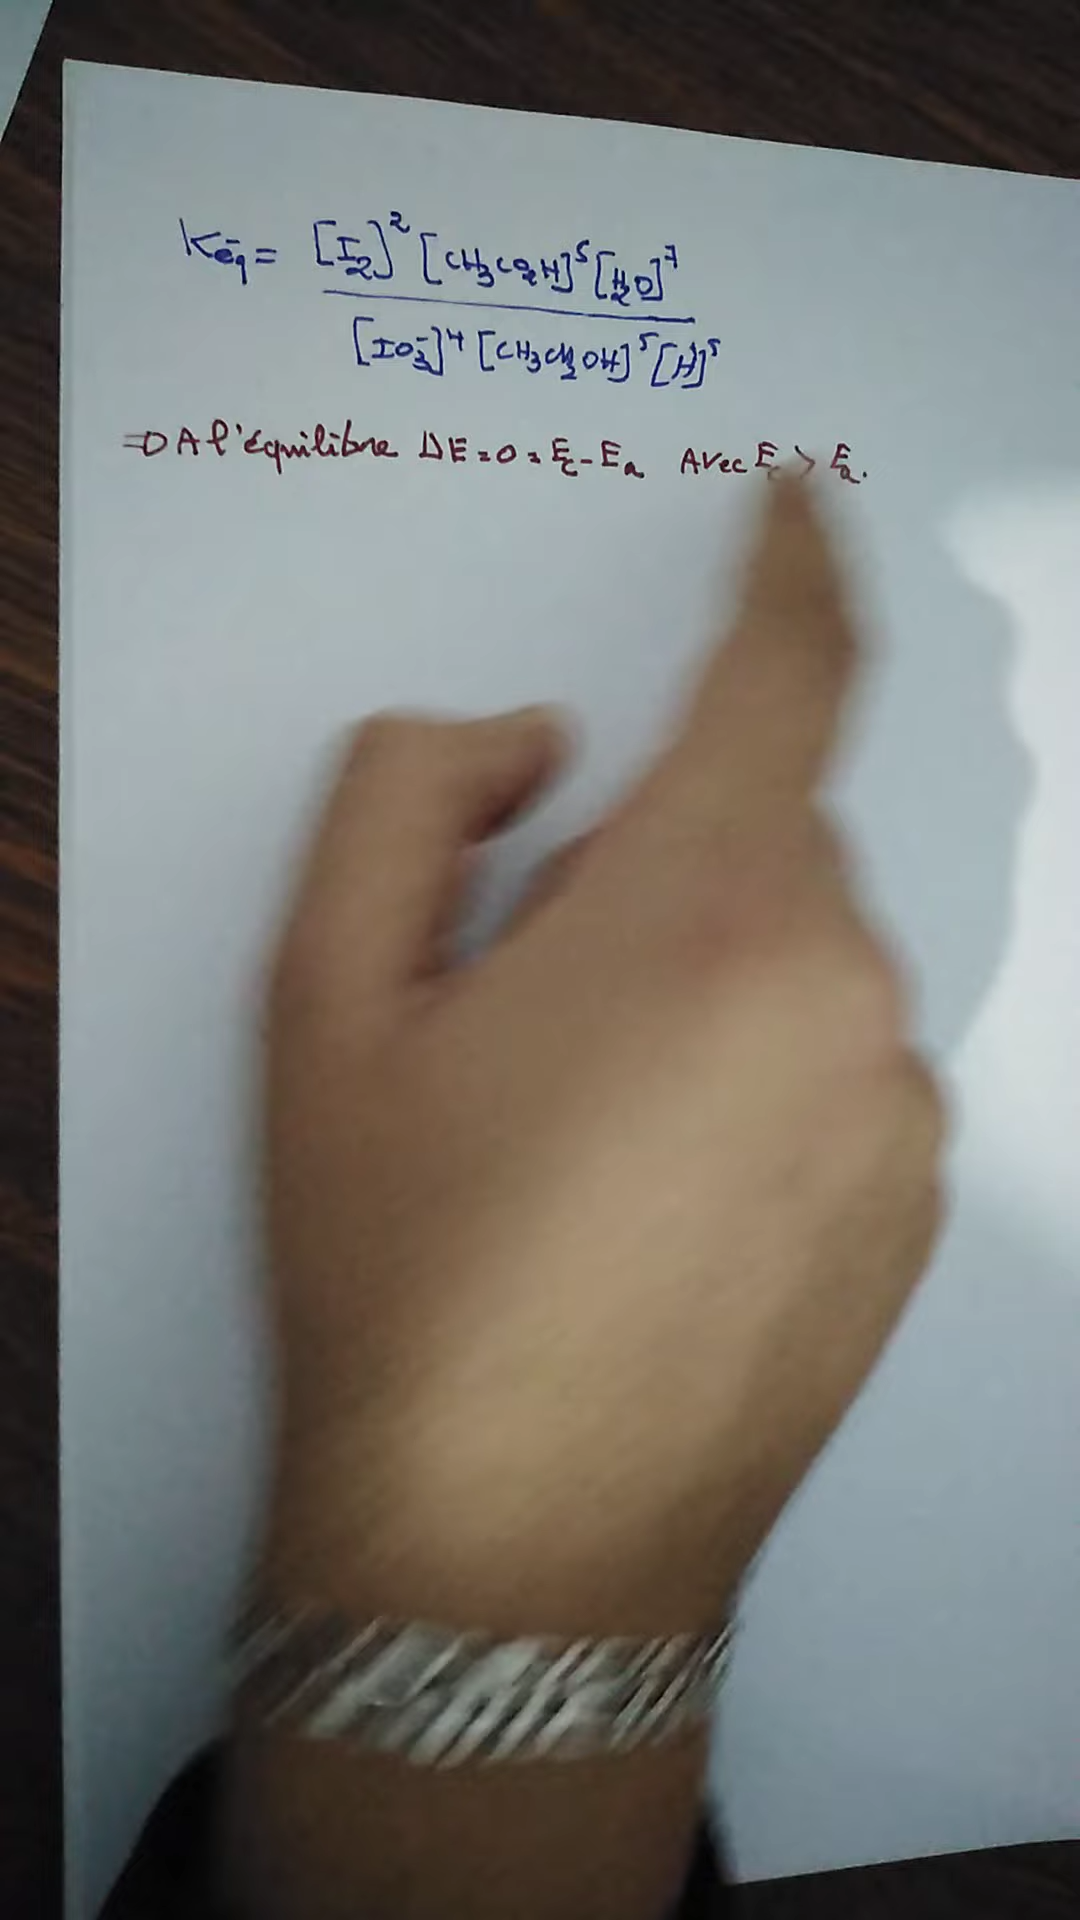 Kéq = [I2]^2 [CH3CO2H]^5 [H2O]^7
[IO3^-]^4 [CH3CH2OH]^5 [H^+]^5
=> A l'équilibre ΔE = 0 = Ec - Ea Avec Ec > Ea.